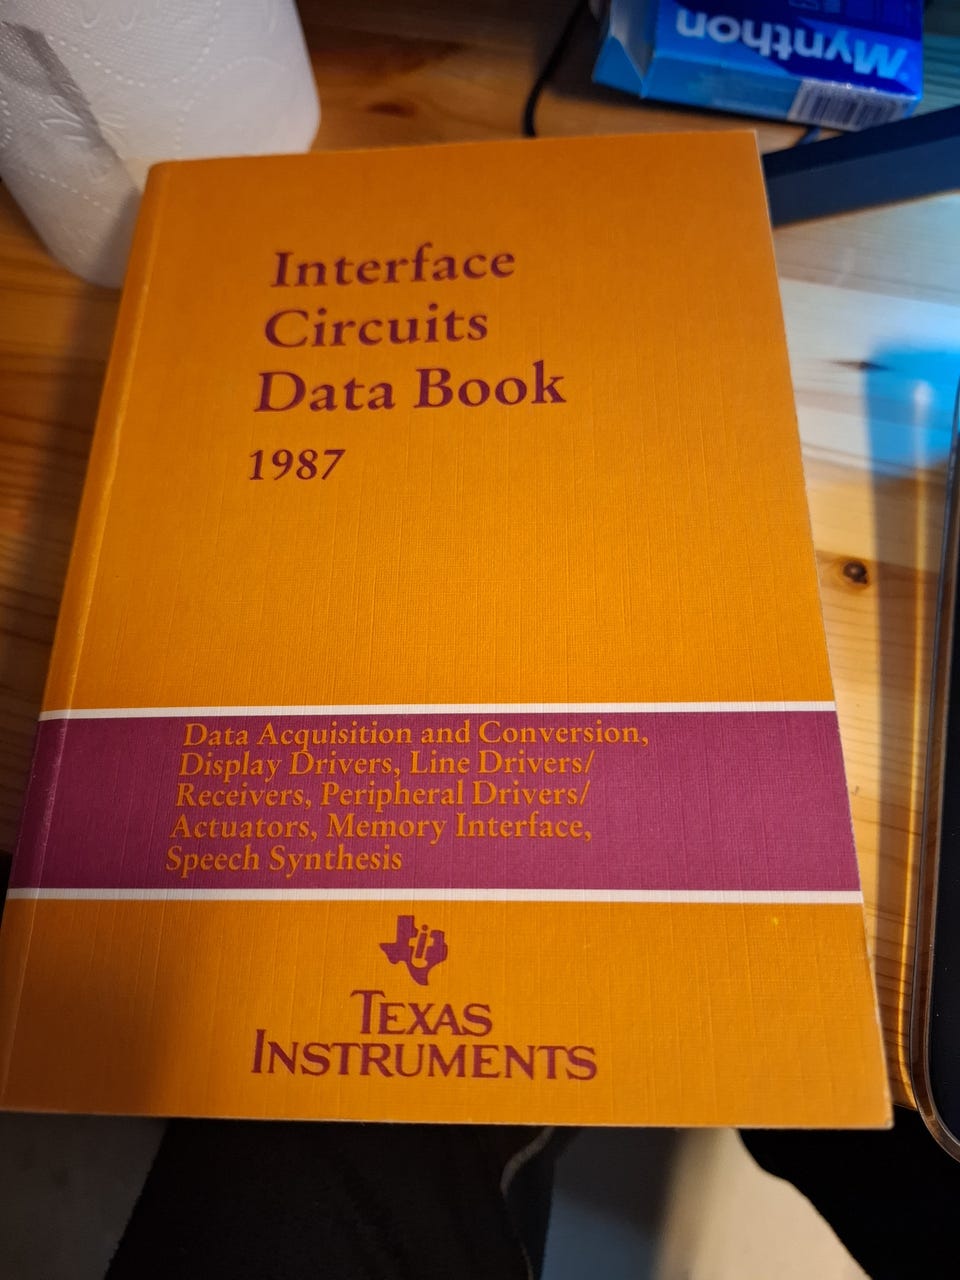 Mynthon
Interface
Circuits
Data Book
1987
Data Acquisition and Conversion,
Display Drivers, Line Drivers/
Receivers, Peripheral Drivers/
Actuators, Memory Interface,
Speech Synthesis
TEXAS
INSTRUMENTS